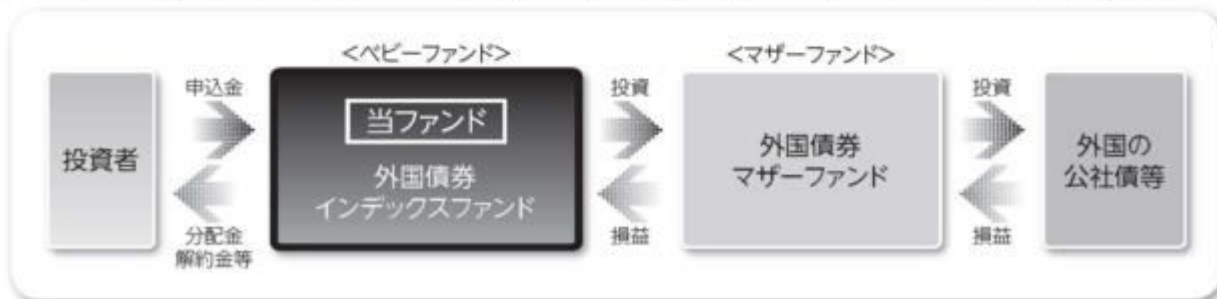 <ベビーファンド>
<マザーファンド>
投資者
申込金
分配金
解約金等
当ファンド
外国債券
インデックスファンド
投資
損益
外国債券
マザーファンド
投資
損益
外国の
公社債等